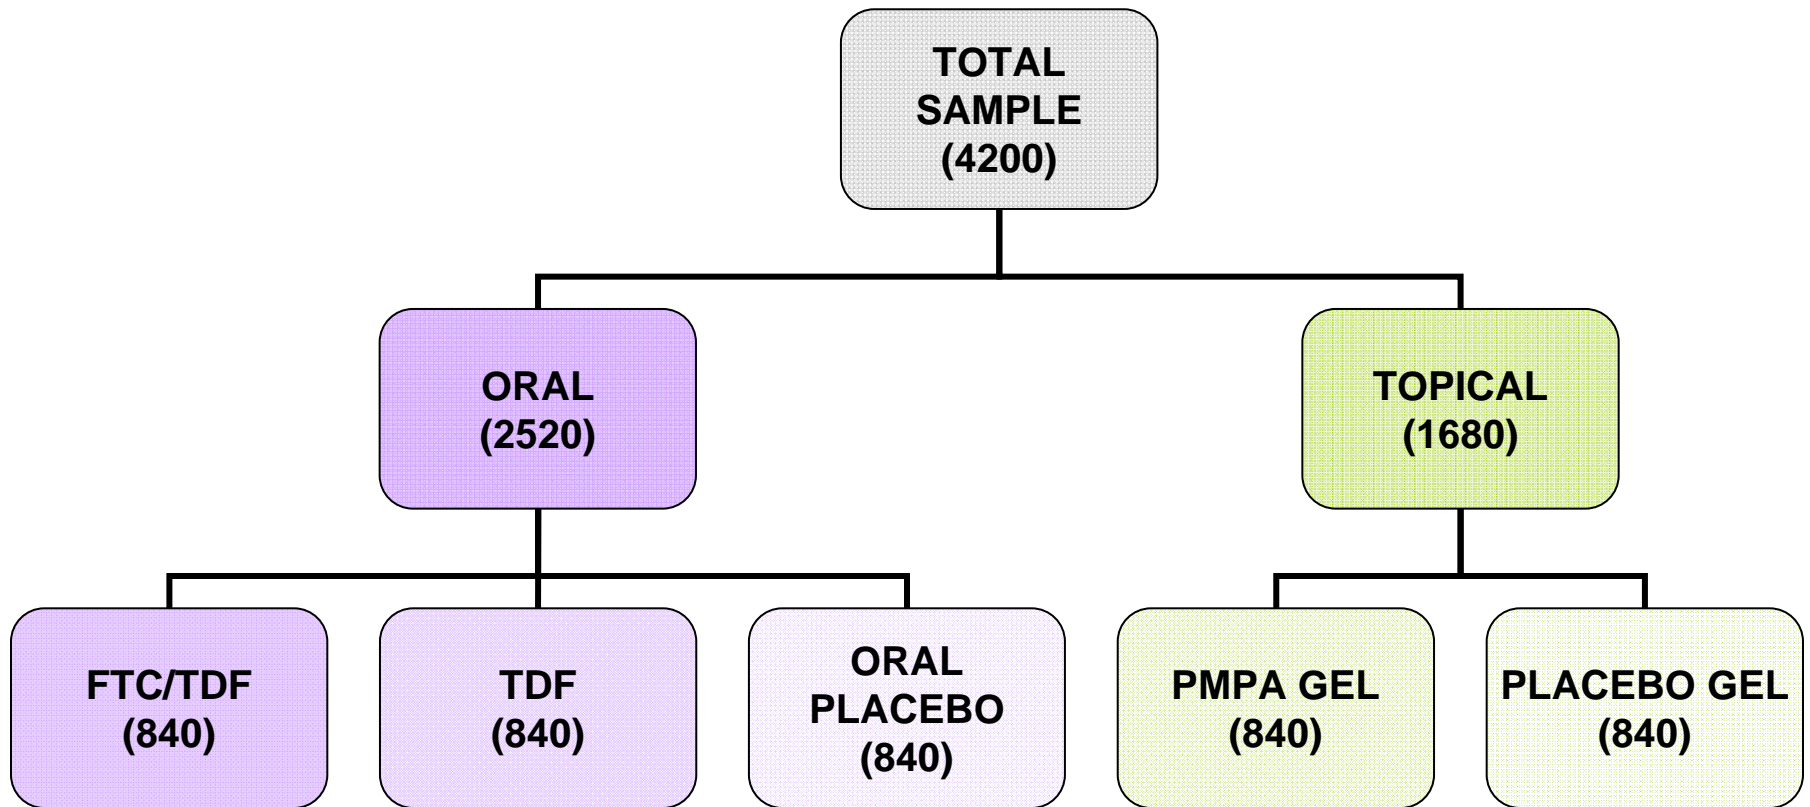 TOTAL
SAMPLE
(4200)
ORAL
(2520)
TOPICAL
(1680)
FTC/TDF
(840)
TDF
(840)
ORAL
PLACEBO
(840)
PMPA GEL
(840)
PLACEBO GEL
(840)